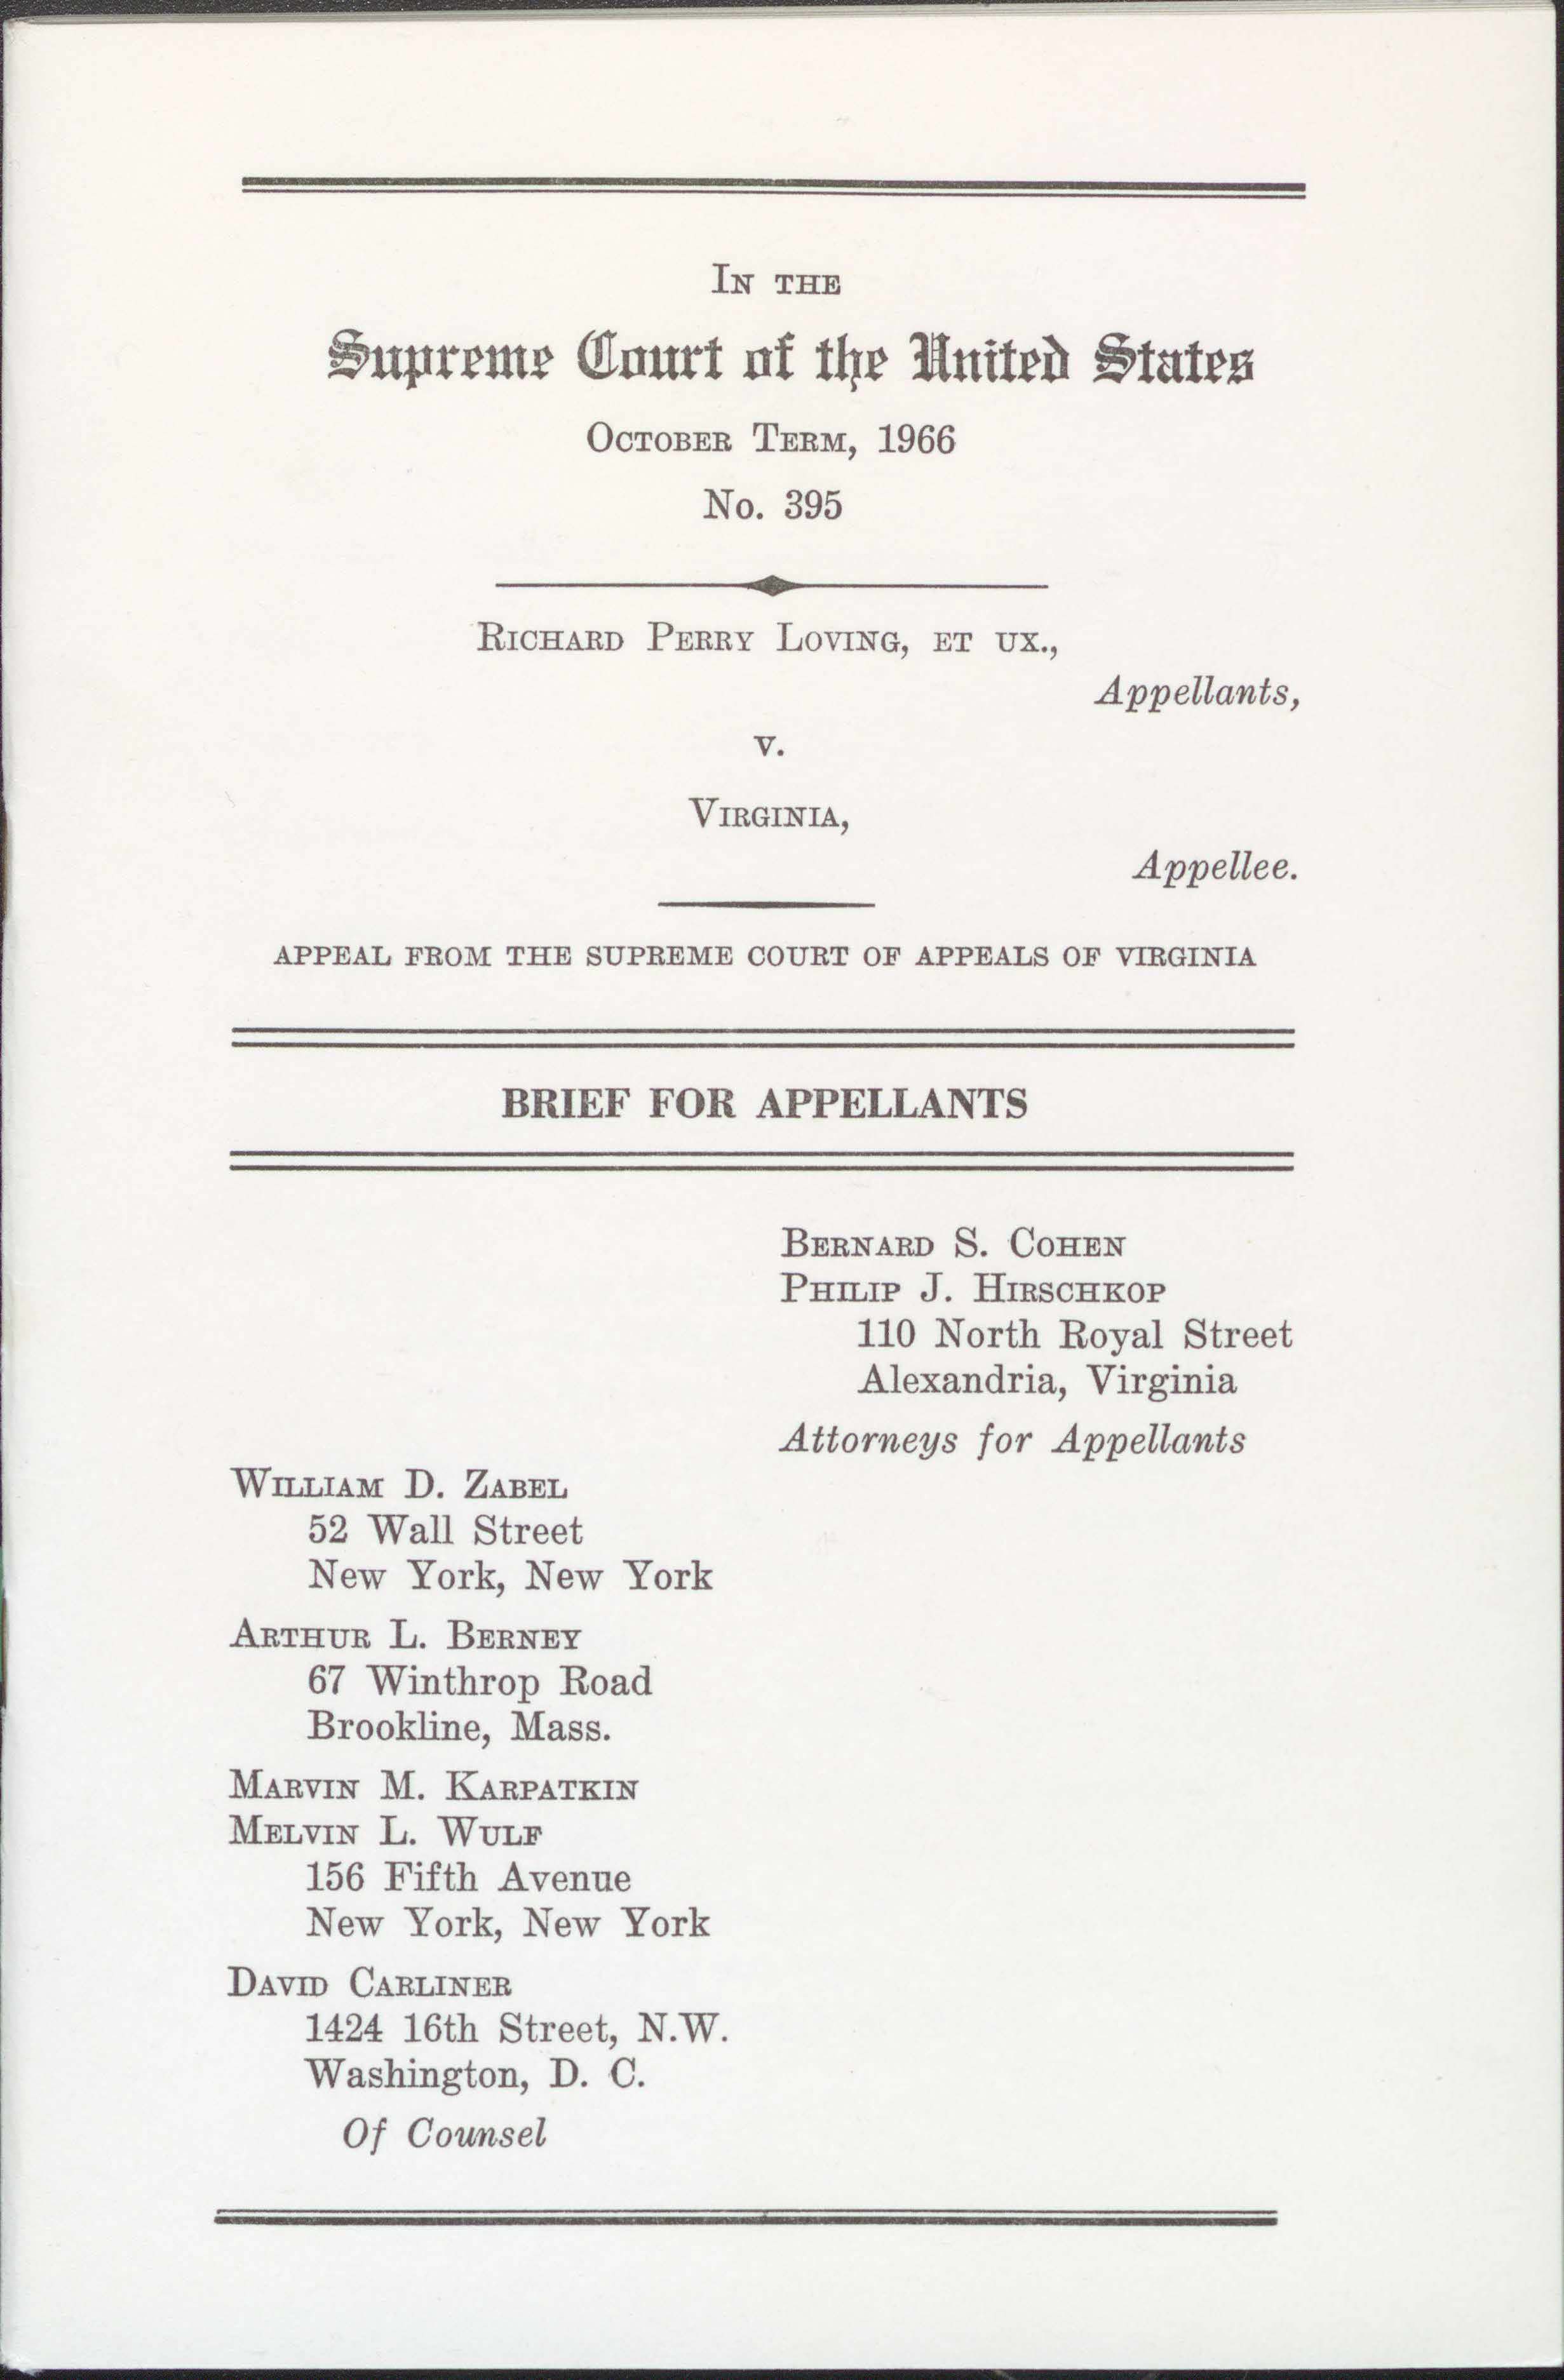 In the
Supreme Court of the United States
October Term, 1966
No. 395
Richard Perry Loving, et ux.,
Appellants,
v.
Virginia,
Appellee.
APPEAL FROM THE SUPREME COURT OF APPEALS OF VIRGINIA
BRIEF FOR APPELLANTS
Bernard S. Cohen
Philip J. Hirschkop
110 North Royal Street
Alexandria, Virginia
Attorneys for Appellants
William D. Zabel
52 Wall Street
New York, New York
Arthur L. Berney
67 Winthrop Road
Brookline, Mass.
Marvin M. Karpatkin
Melvin L. Wulf
156 Fifth Avenue
New York, New York
David Carliner
1424 16th Street, N.W.
Washington, D. C.
Of Counsel